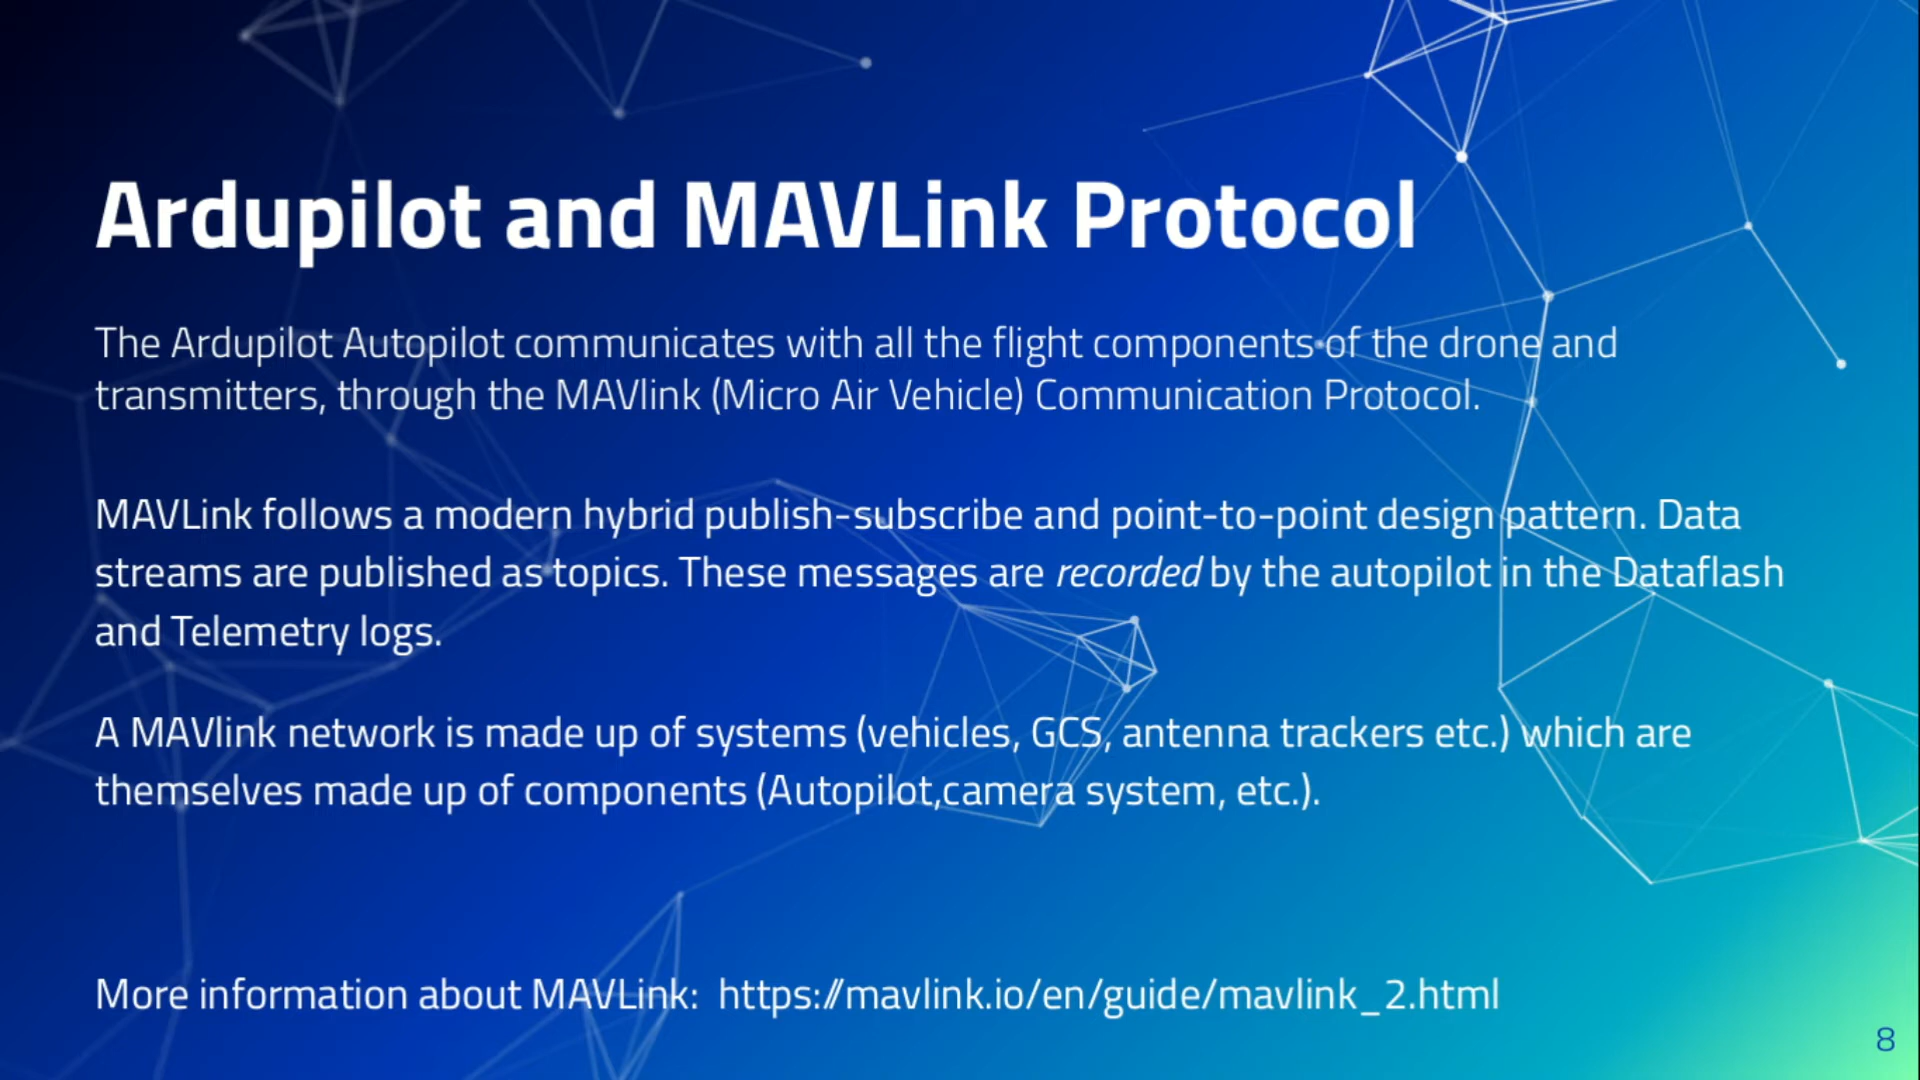 Ardupilot and MAVLink Protocol
The Ardupilot Autopilot communicates with all the flight components of the drone and
transmitters, through the MAVlink (Micro Air Vehicle) Communication Protocol.
MAVLink follows a modern hybrid publish-subscribe and point-to-point design pattern. Data
streams are published as topics. These messages are recorded by the autopilot in the Dataflash
and Telemetry logs.
A MAVlink network is made up of systems (vehicles, GCS, antenna trackers etc.) which are
themselves made up of components (Autopilot,camera system, etc.).
More information about MAVLink: https://mavlink.io/en/guide/mavlink_2.html
8